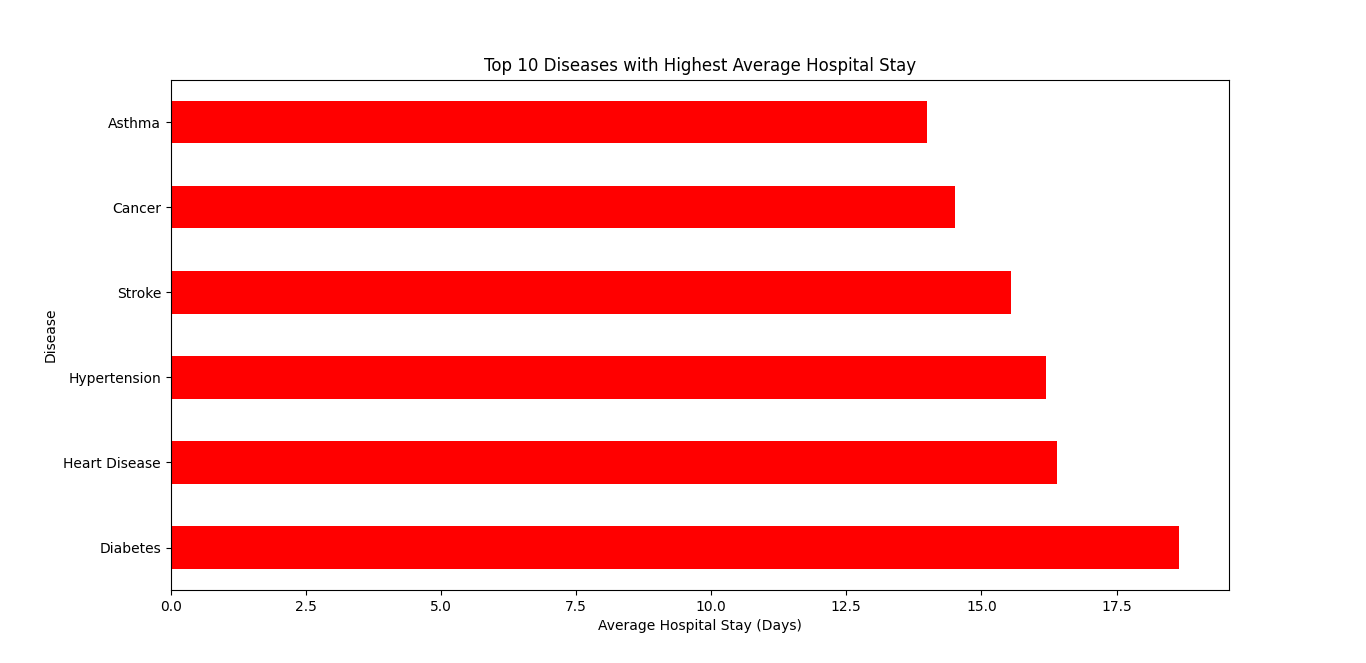 Top 10 Diseases with Highest Average Hospital Stay
Asthma
Cancer
Stroke
Hypertension
Heart Disease
Diabetes
Disease
0.0 2.5 5.0 7.5 10.0 12.5 15.0 17.5
Average Hospital Stay (Days)